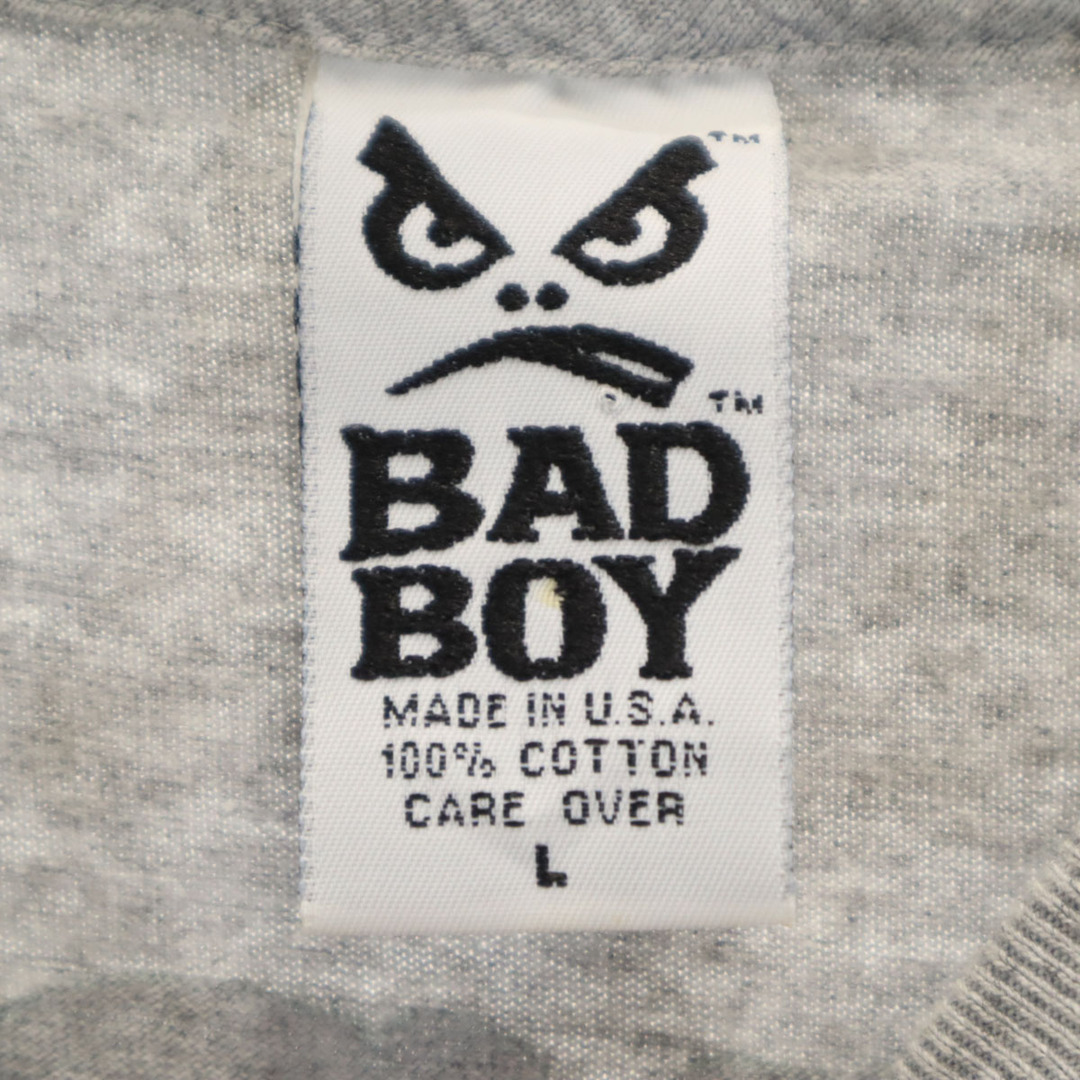 TM
TM
BAD
BOY
MADE IN U.S.A.
100% COTTON
CARE OVER
L